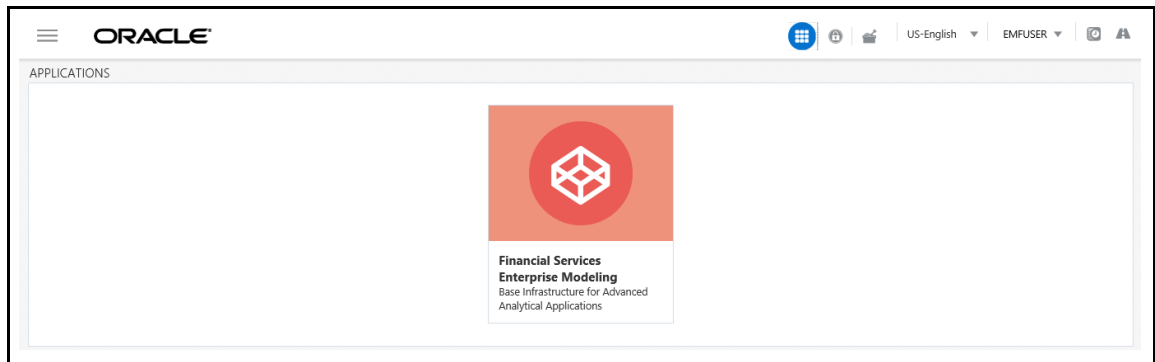 ORACLE
US-English
EMFUSER
APPLICATIONS
Financial Services
Enterprise Modeling
Base Infrastructure for Advanced
Analytical Applications